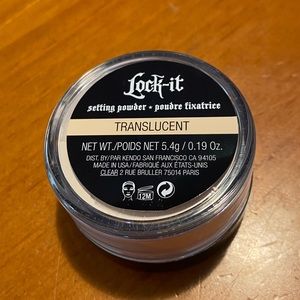 Lock-it
setting powder • poudre fixatrice
TRANSLUCENT
NET WT./POIDS NET 5.4g / 0.19 Oz.
DIST. BY/PAR KENDO SAN FRANCISCO CA 94105
MADE IN USA/FABRIQUÉ AUX ÉTATS-UNIS
CLEAR 2 RUE BRULLER 75014 PARIS
12M